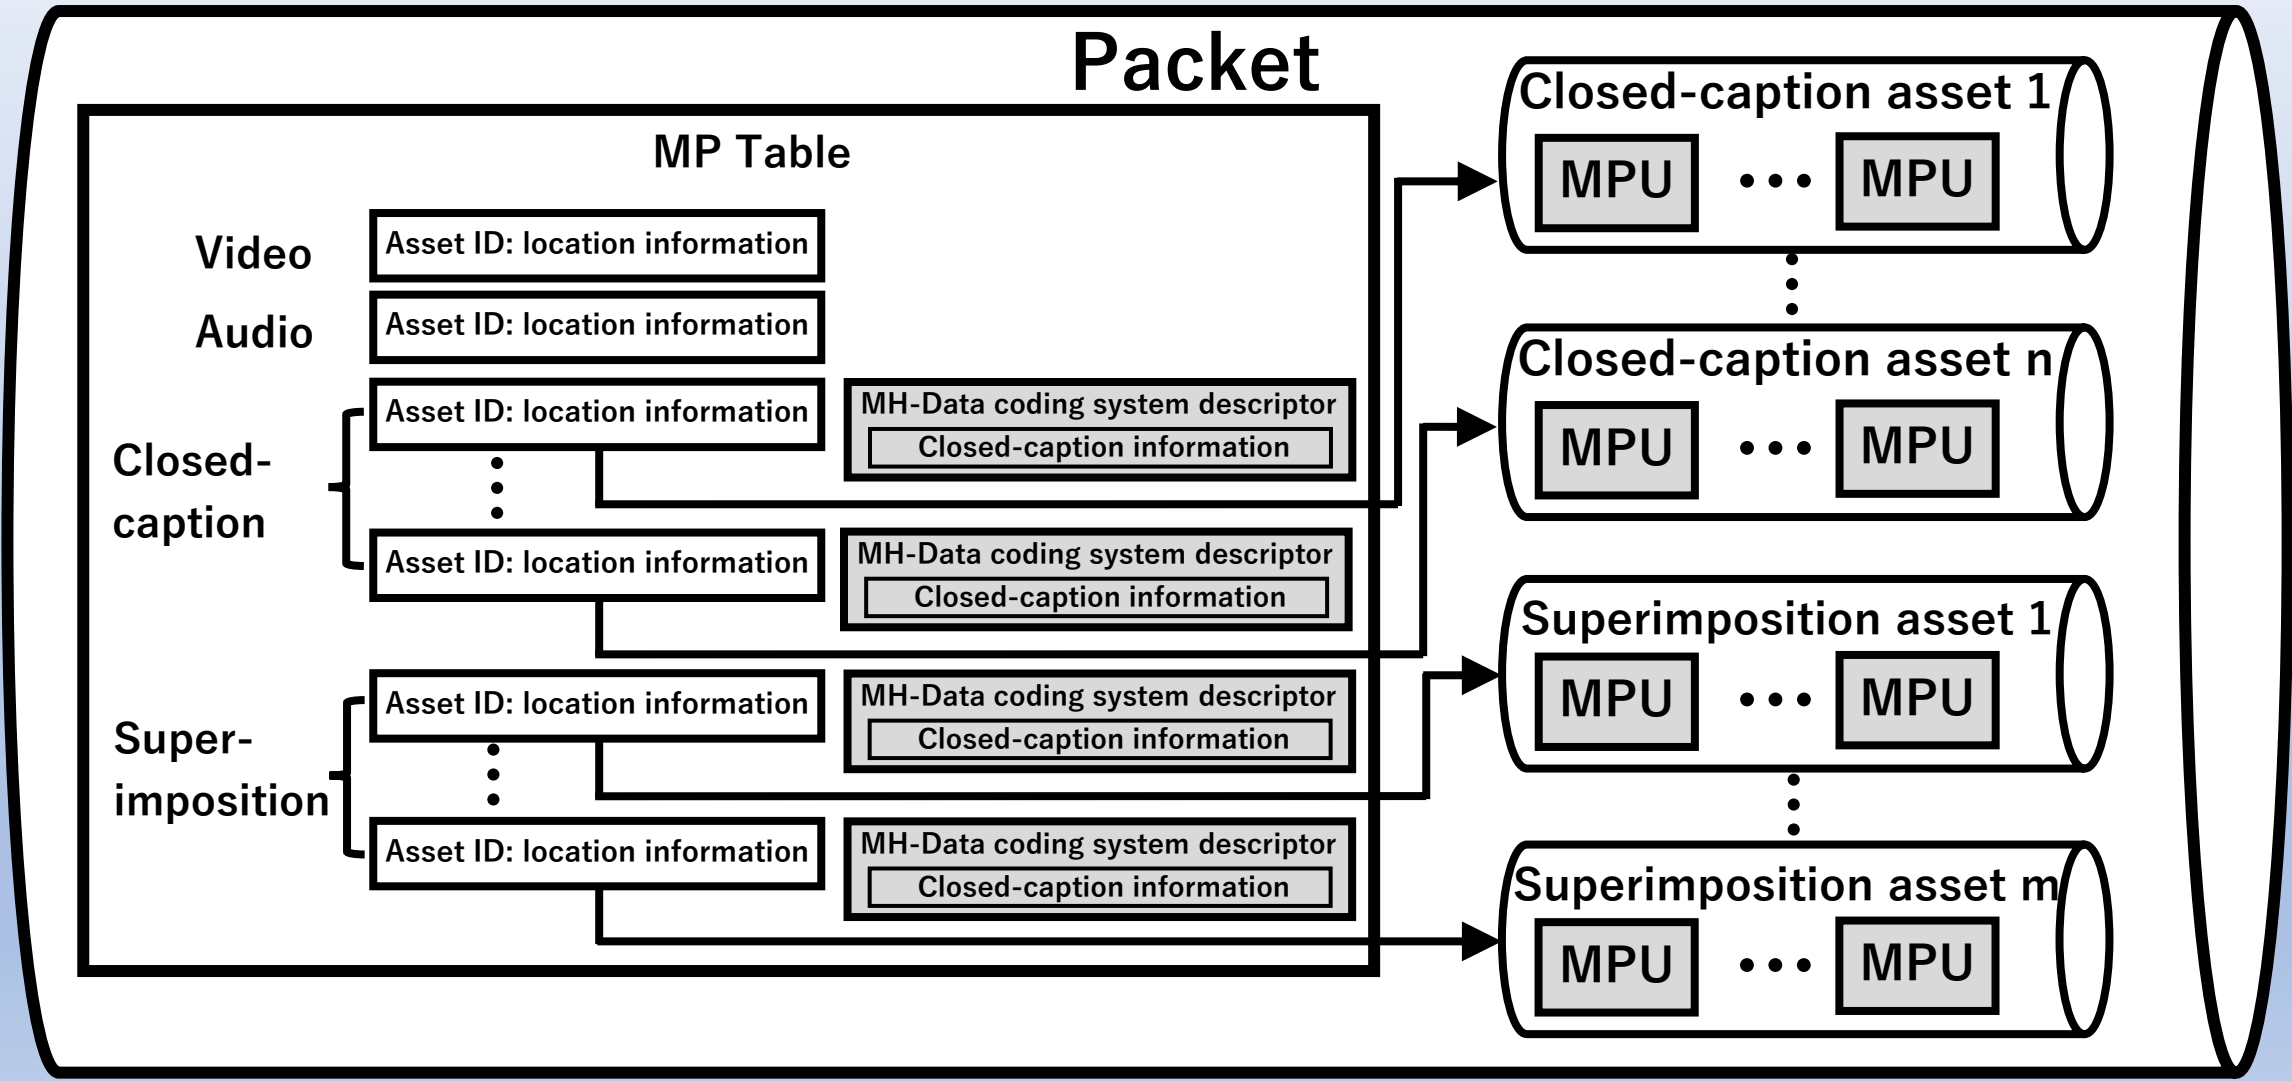 Packet
MP Table
Video
Asset ID: location information
Audio
Asset ID: location information
Closed-
caption
Asset ID: location information
MH-Data coding system descriptor
Closed-caption information
Asset ID: location information
MH-Data coding system descriptor
Closed-caption information
Super-
imposition
Asset ID: location information
MH-Data coding system descriptor
Closed-caption information
Asset ID: location information
MH-Data coding system descriptor
Closed-caption information
Closed-caption asset 1
MPU ••• MPU
Closed-caption asset n
MPU ••• MPU
Superimposition asset 1
MPU ••• MPU
Superimposition asset m
MPU ••• MPU